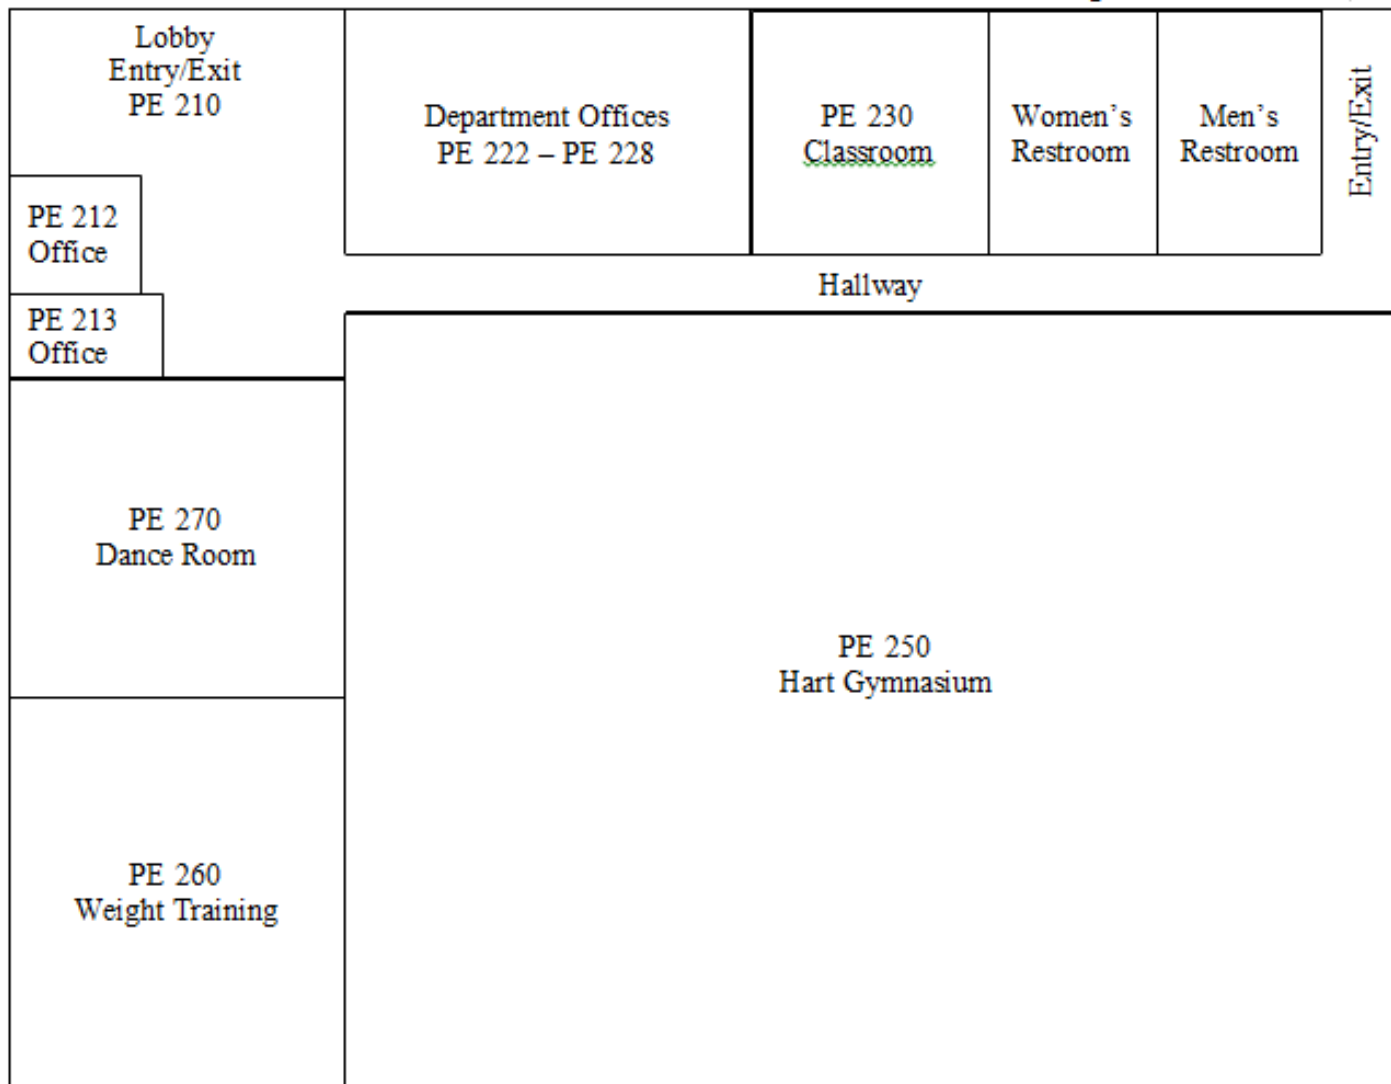 Lobby
Entry/Exit
PE 210
Department Offices
PE 222 – PE 228
PE 230
Classroom
Women’s
Restroom
Men’s
Restroom
Entry/Exit
PE 212
Office
Hallway
PE 213
Office
PE 270
Dance Room
PE 250
Hart Gymnasium
PE 260
Weight Training